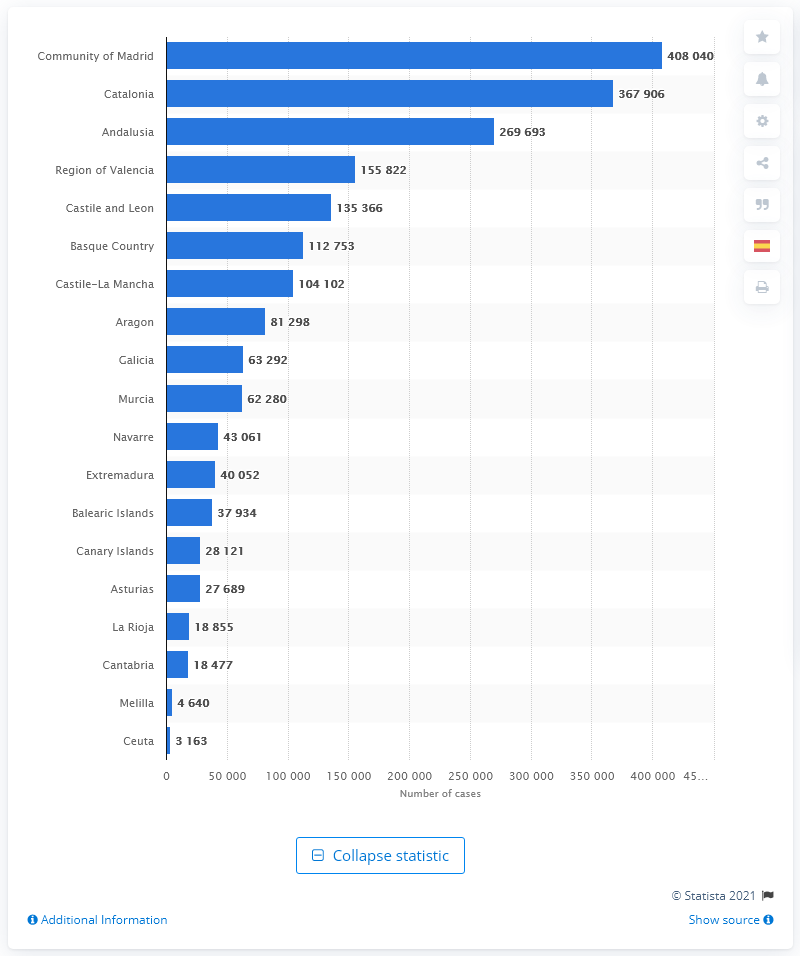 Community of Madrid 408 040
Catalonia 367 906
Andalusia 269 693
Region of Valencia 155 822
Castile and Leon 135 366
Basque Country 112 753
Castile-La Mancha 104 102
Aragon 81 298
Galicia 63 292
Murcia 62 280
Navarre 43 061
Extremadura 40 052
Balearic Islands 37 934
Canary Islands 28 121
Asturias 27 689
La Rioja 18 855
Cantabria 18 477
Melilla 4 640
Ceuta 3 163
0 50 000 100 000 150 000 200 000 250 000 300 000 350 000 400 000 45...
Number of cases
Collapse statistic
© Statista 2021
Additional Information Show source